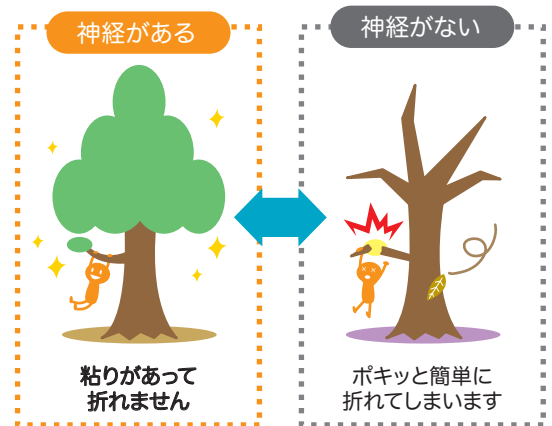 神経がある
神経がない
粘りがあって
折れません
ポキッと簡単に
折れてしまいます